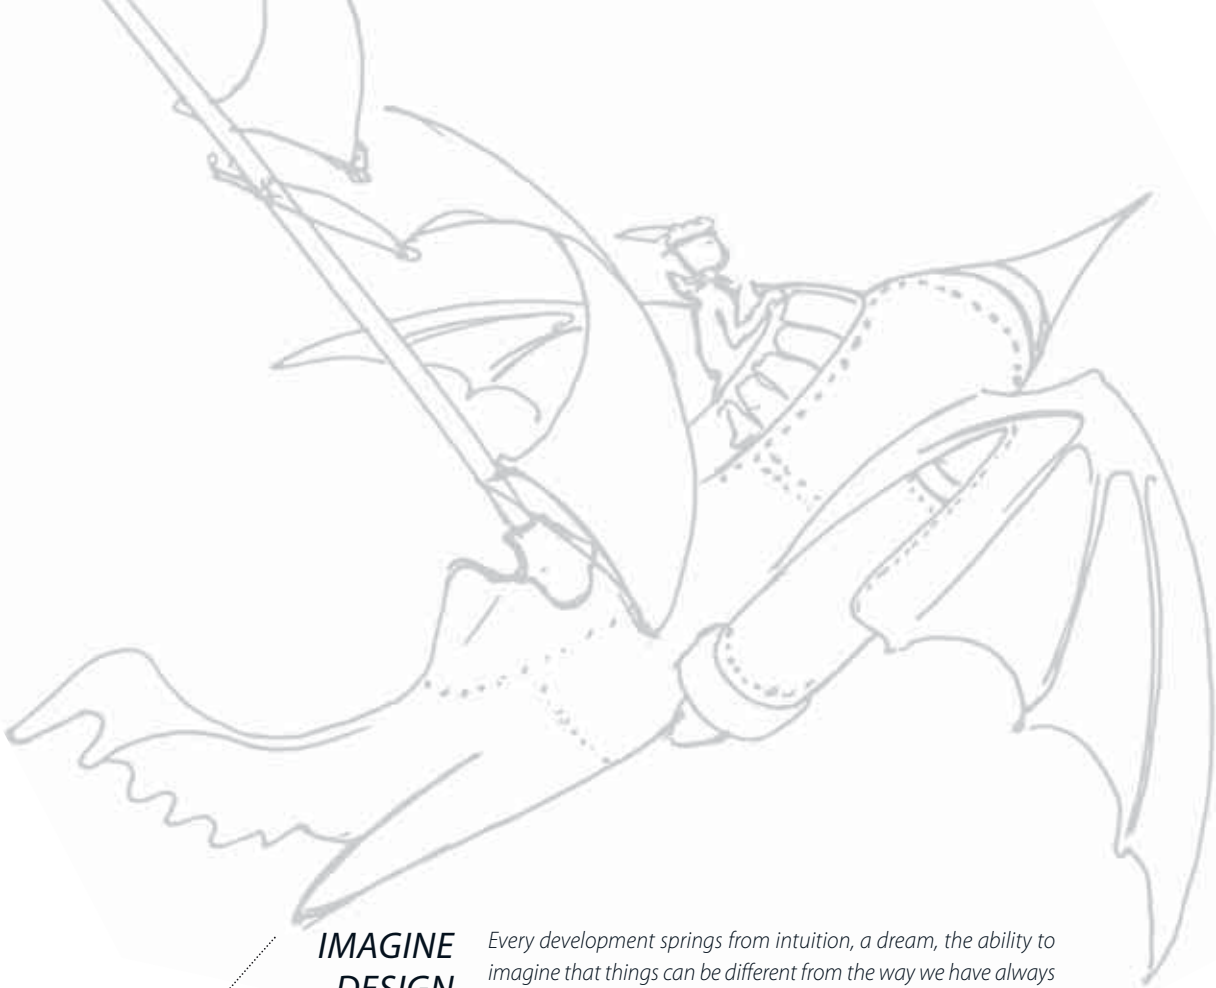 IMAGINE
DESIGN
Every development springs from intuition, a dream, the ability to
imagine that things can be different from the way we have always